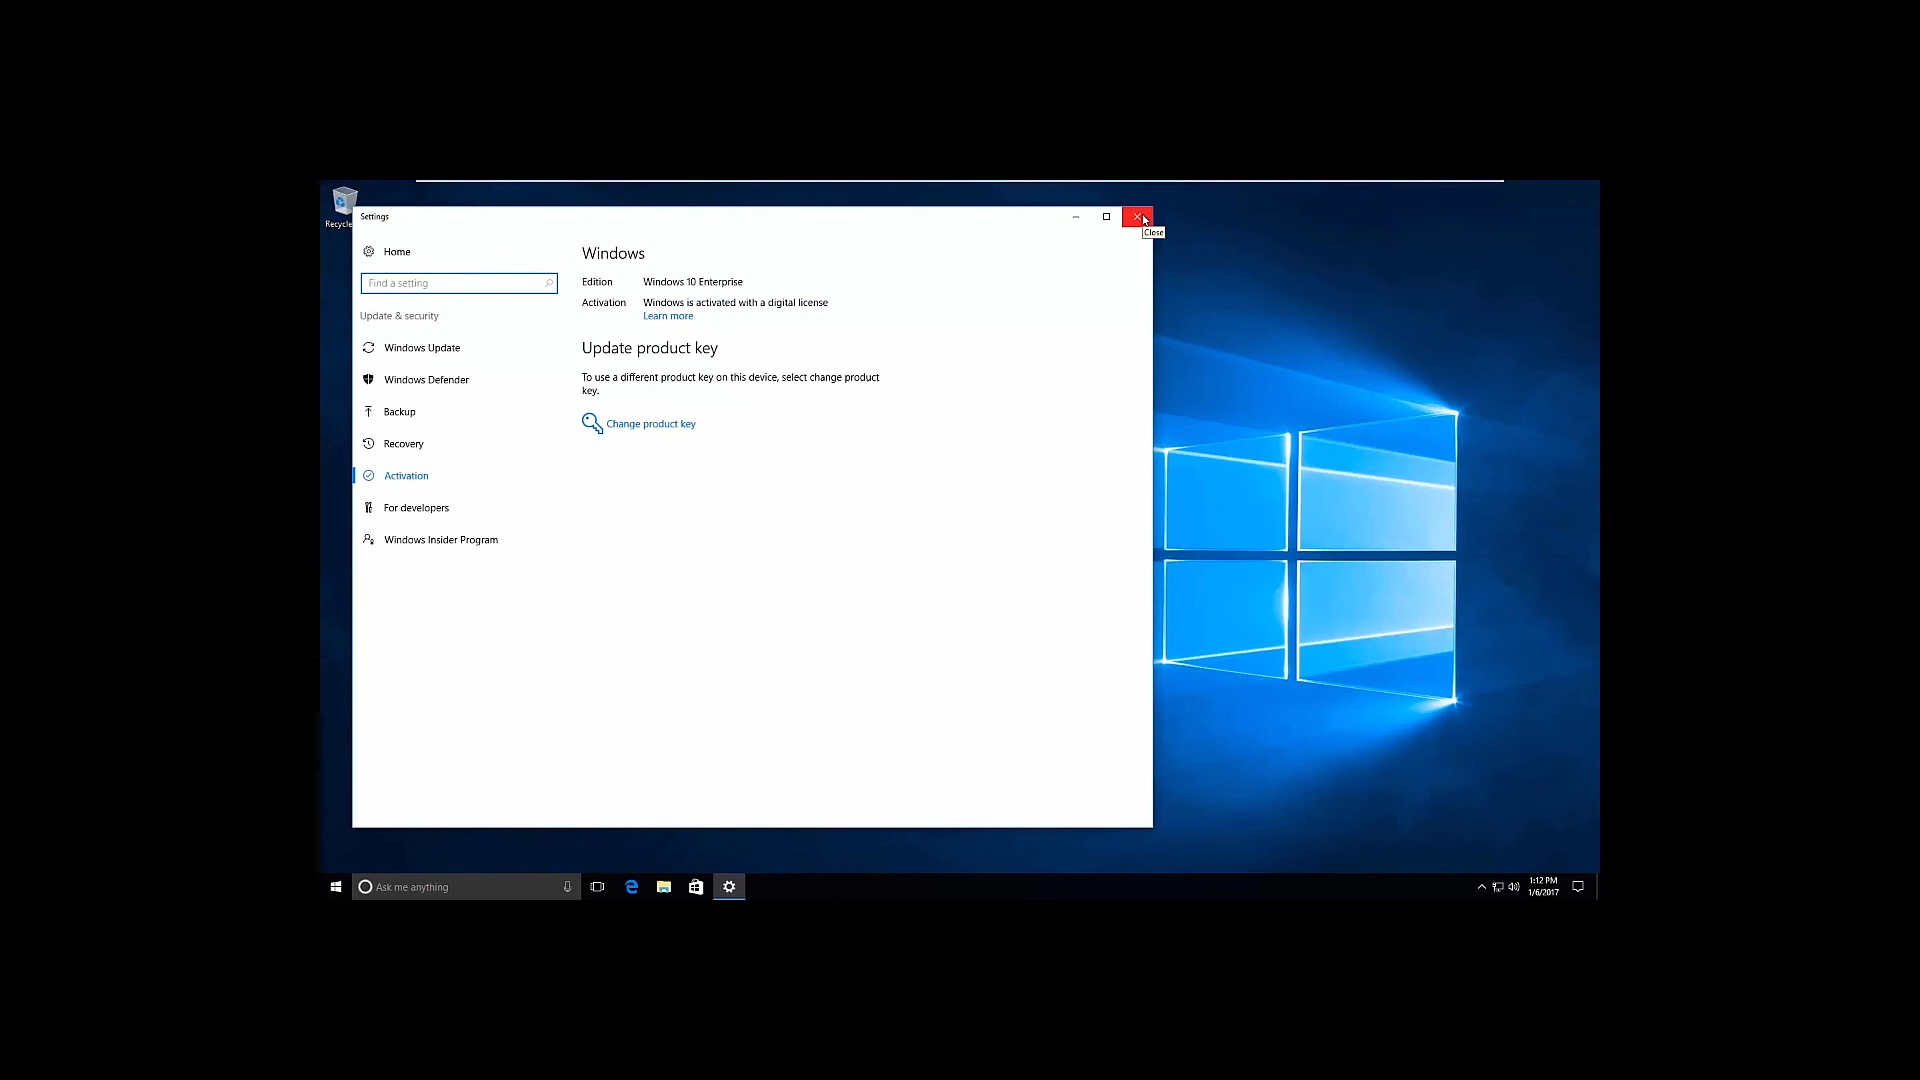 Recycle
Settings
Close
Home
Find a setting
Update & security
Windows Update
Windows Defender
Backup
Recovery
Activation
For developers
Windows Insider Program
Windows
Edition Windows 10 Enterprise
Activation Windows is activated with a digital license
Learn more
Update product key
To use a different product key on this device, select change product
key.
Change product key
Ask me anything
1:12 PM
1/6/2017